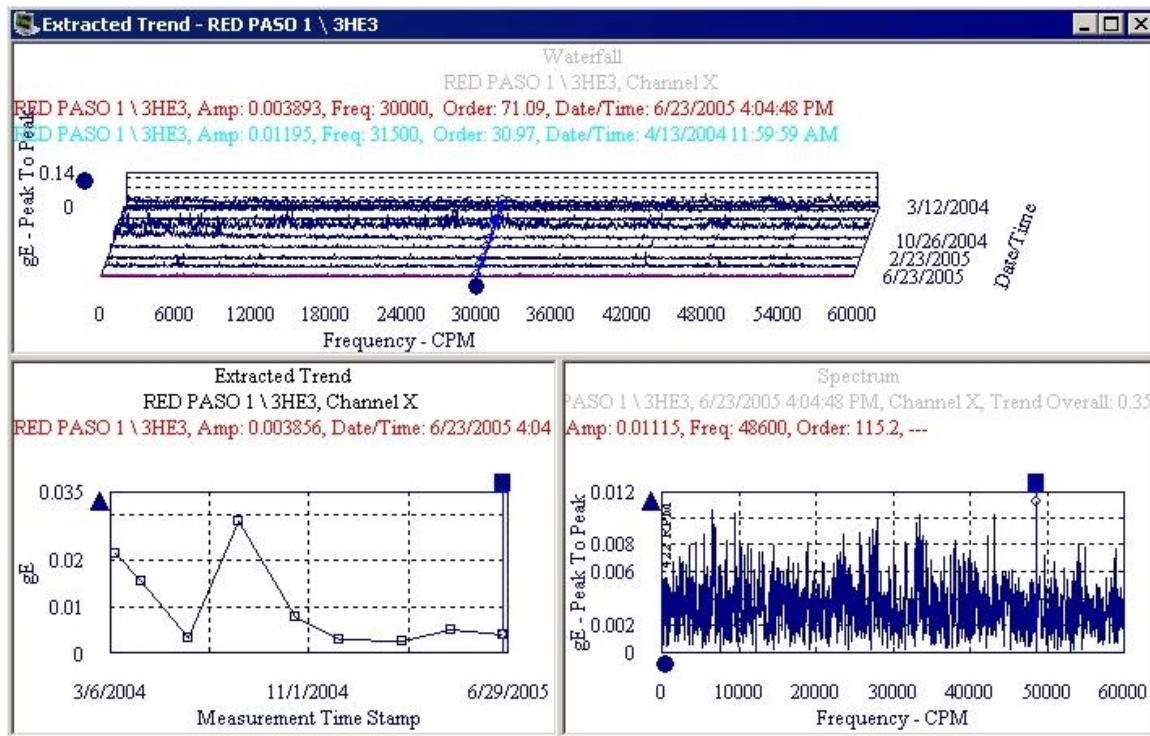 Extracted Trend - RED PASO 1 \ 3HE3
Waterfall
RED PASO 1 \ 3HE3, Channel X
RED PASO 1 \ 3HE3, Amp: 0.003893, Freq: 30000, Order: 71.09, Date/Time: 6/23/2005 4:04:48 PM
RED PASO 1 \ 3HE3, Amp: 0.01195, Freq: 31500, Order: 30.97, Date/Time: 4/13/2004 11:59:59 AM
gE - Peak To Peak
0.14
0
3/12/2004
10/26/2004
2/23/2005
6/23/2005
Date/Time
0 6000 12000 18000 24000 30000 36000 42000 48000 54000 60000
Frequency - CPM
Extracted Trend
RED PASO 1 \ 3HE3, Channel X
RED PASO 1 \ 3HE3, Amp: 0.003856, Date/Time: 6/23/2005 4:04
gE
0.035
0.02
0.01
0
3/6/2004 11/1/2004 6/29/2005
Measurement Time Stamp
Spectrum
PASO 1 \ 3HE3, 6/23/2005 4:04:48 PM, Channel X, Trend Overall: 0.35
Amp: 0.01115, Freq: 48600, Order: 115.2, ---
gE - Peak To Peak
0.012
0.008
0.006
0.002
0
422 RPM
0 10000 20000 30000 40000 50000 60000
Frequency - CPM